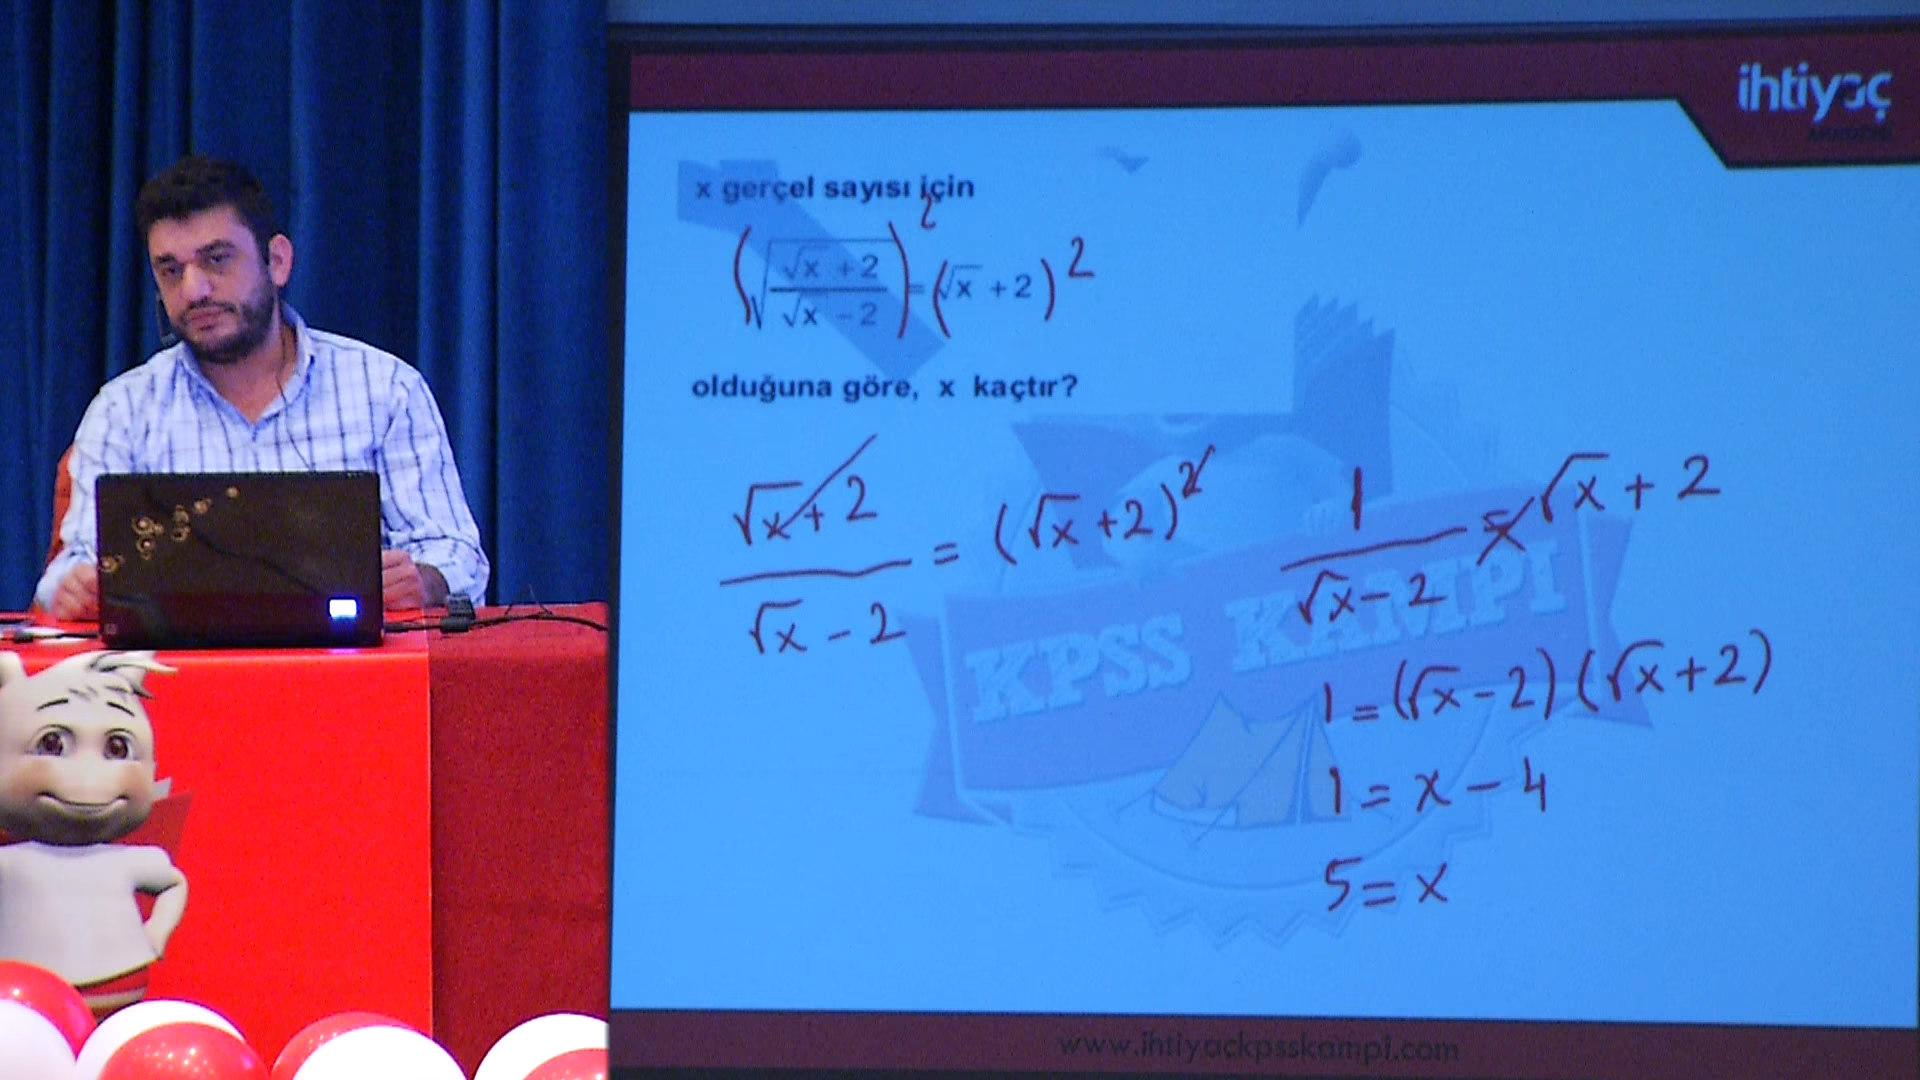 ihtiyaç
x gerçel sayısı için
(√((√x + 2)/(√x - 2)))² = (√x + 2)²
olduğuna göre, x kaçtır?
(√x + 2)/(√x - 2) = (√x + 2)²
1/(√x - 2) = √x + 2
KPSS KAMPI
1 = (√x - 2)(√x + 2)
1 = x - 4
5 = x
www.ihtiyackpsskampi.com